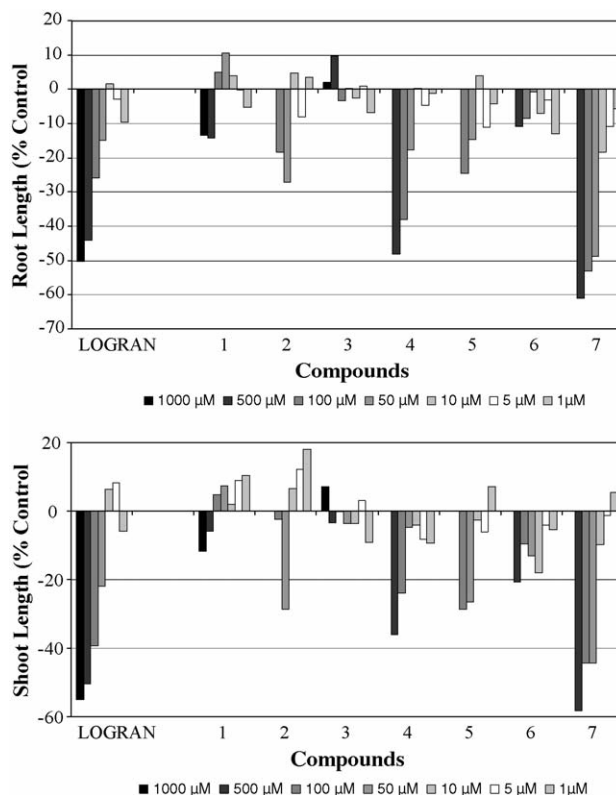 20
10
0
-10
-20
-30
-40
-50
-60
-70
Root Length (% Control
LOGRAN 1 2 3 4 5 6 7
Compounds
1000 µM 500 µM 100 µM 50 µM 10 µM 5 µM 1µM
20
0
-20
-40
-60
Shoot Length (% Control
LOGRAN 1 2 3 4 5 6 7
Compounds
1000 µM 500 µM 100 µM 50 µM 10 µM 5 µM 1µM